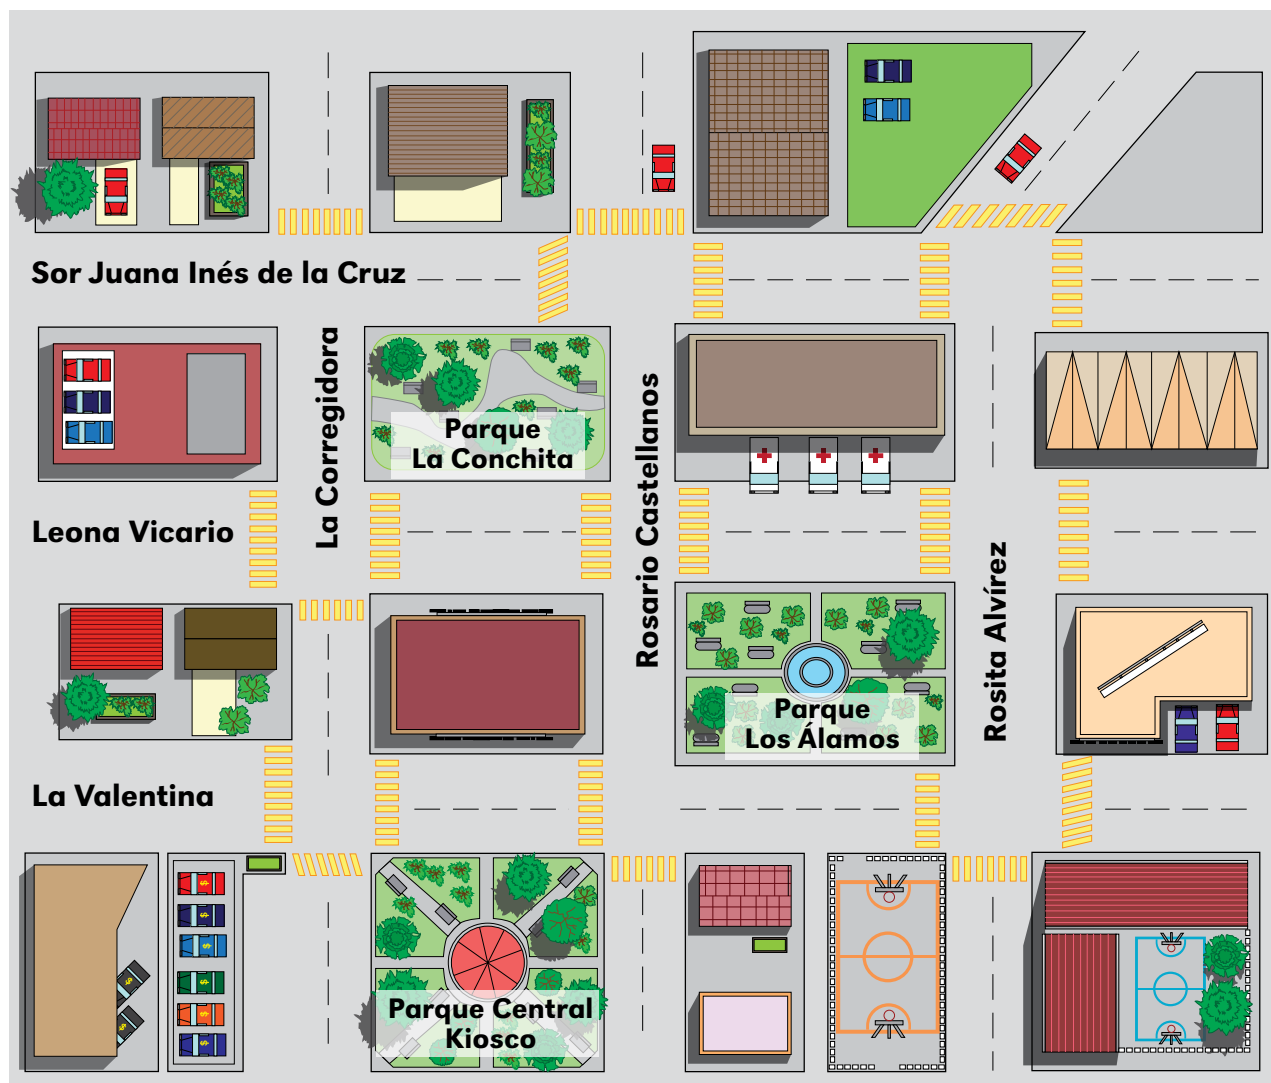 Sor Juana Inés de la Cruz
La Corregidora
Parque
La Conchita
Rosario Castellanos
Leona Vicario
Rosita Alvírez
Parque
Los Álamos
La Valentina
$
$
$
$
$
$
$
$
Parque Central
Kiosco